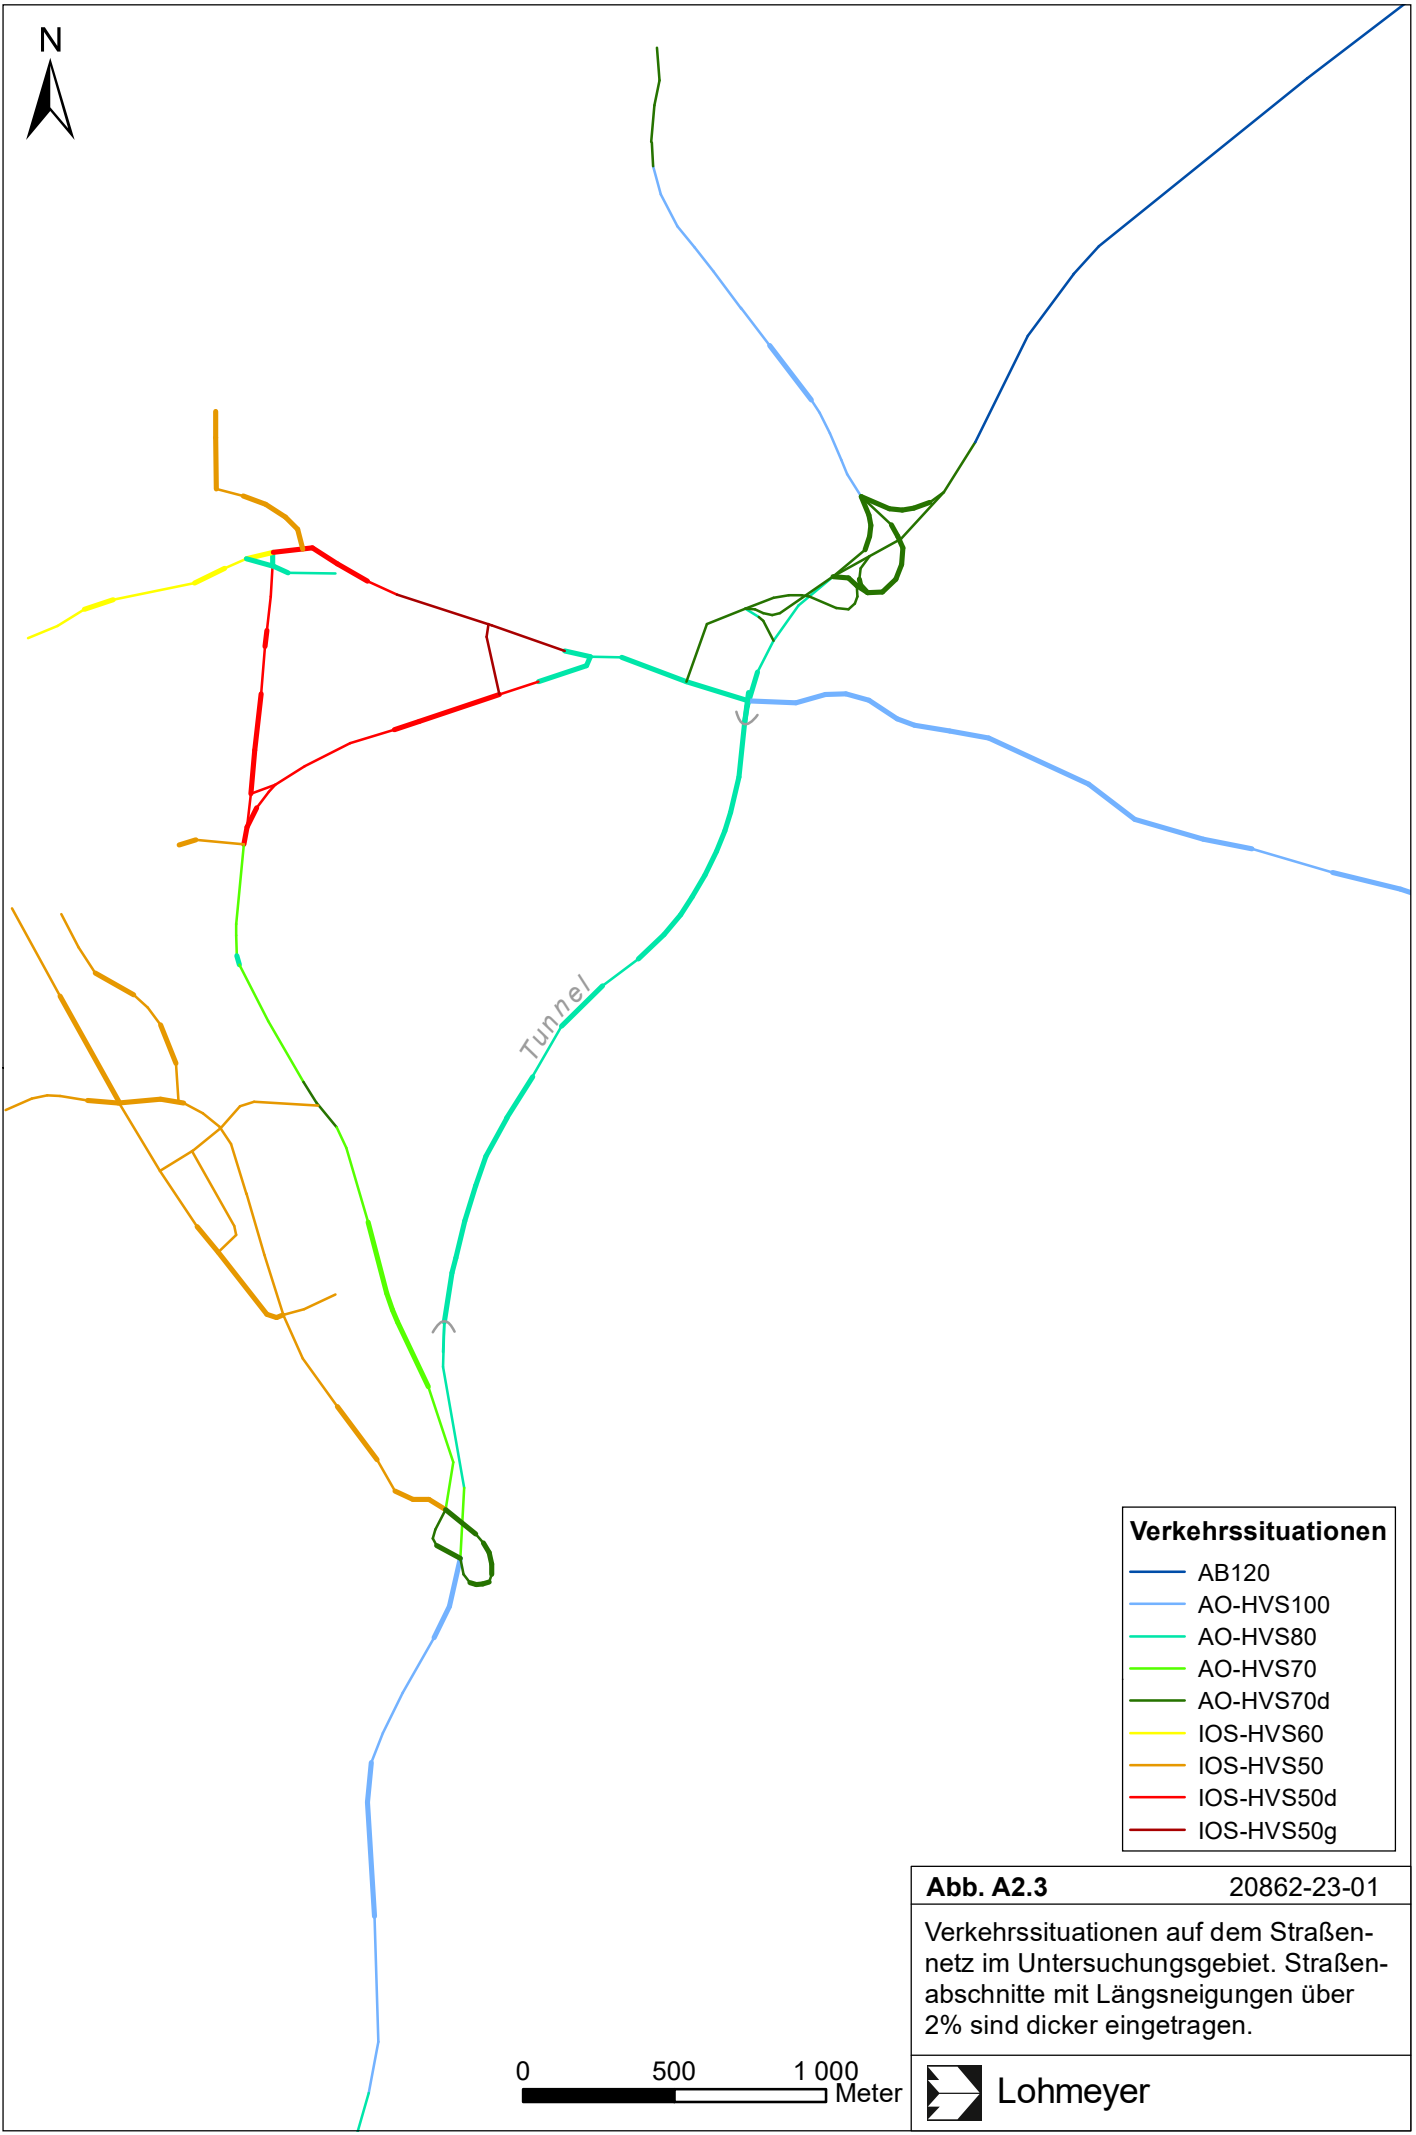 N
Tunnel
Verkehrssituationen
AB120
AO-HVS100
AO-HVS80
AO-HVS70
AO-HVS70d
IOS-HVS60
IOS-HVS50
IOS-HVS50d
IOS-HVS50g
Abb. A2.3 20862-23-01
Verkehrssituationen auf dem Straßen-
netz im Untersuchungsgebiet. Straßen-
abschnitte mit Längsneigungen über
2% sind dicker eingetragen.
0 500 1 000
Meter
Lohmeyer